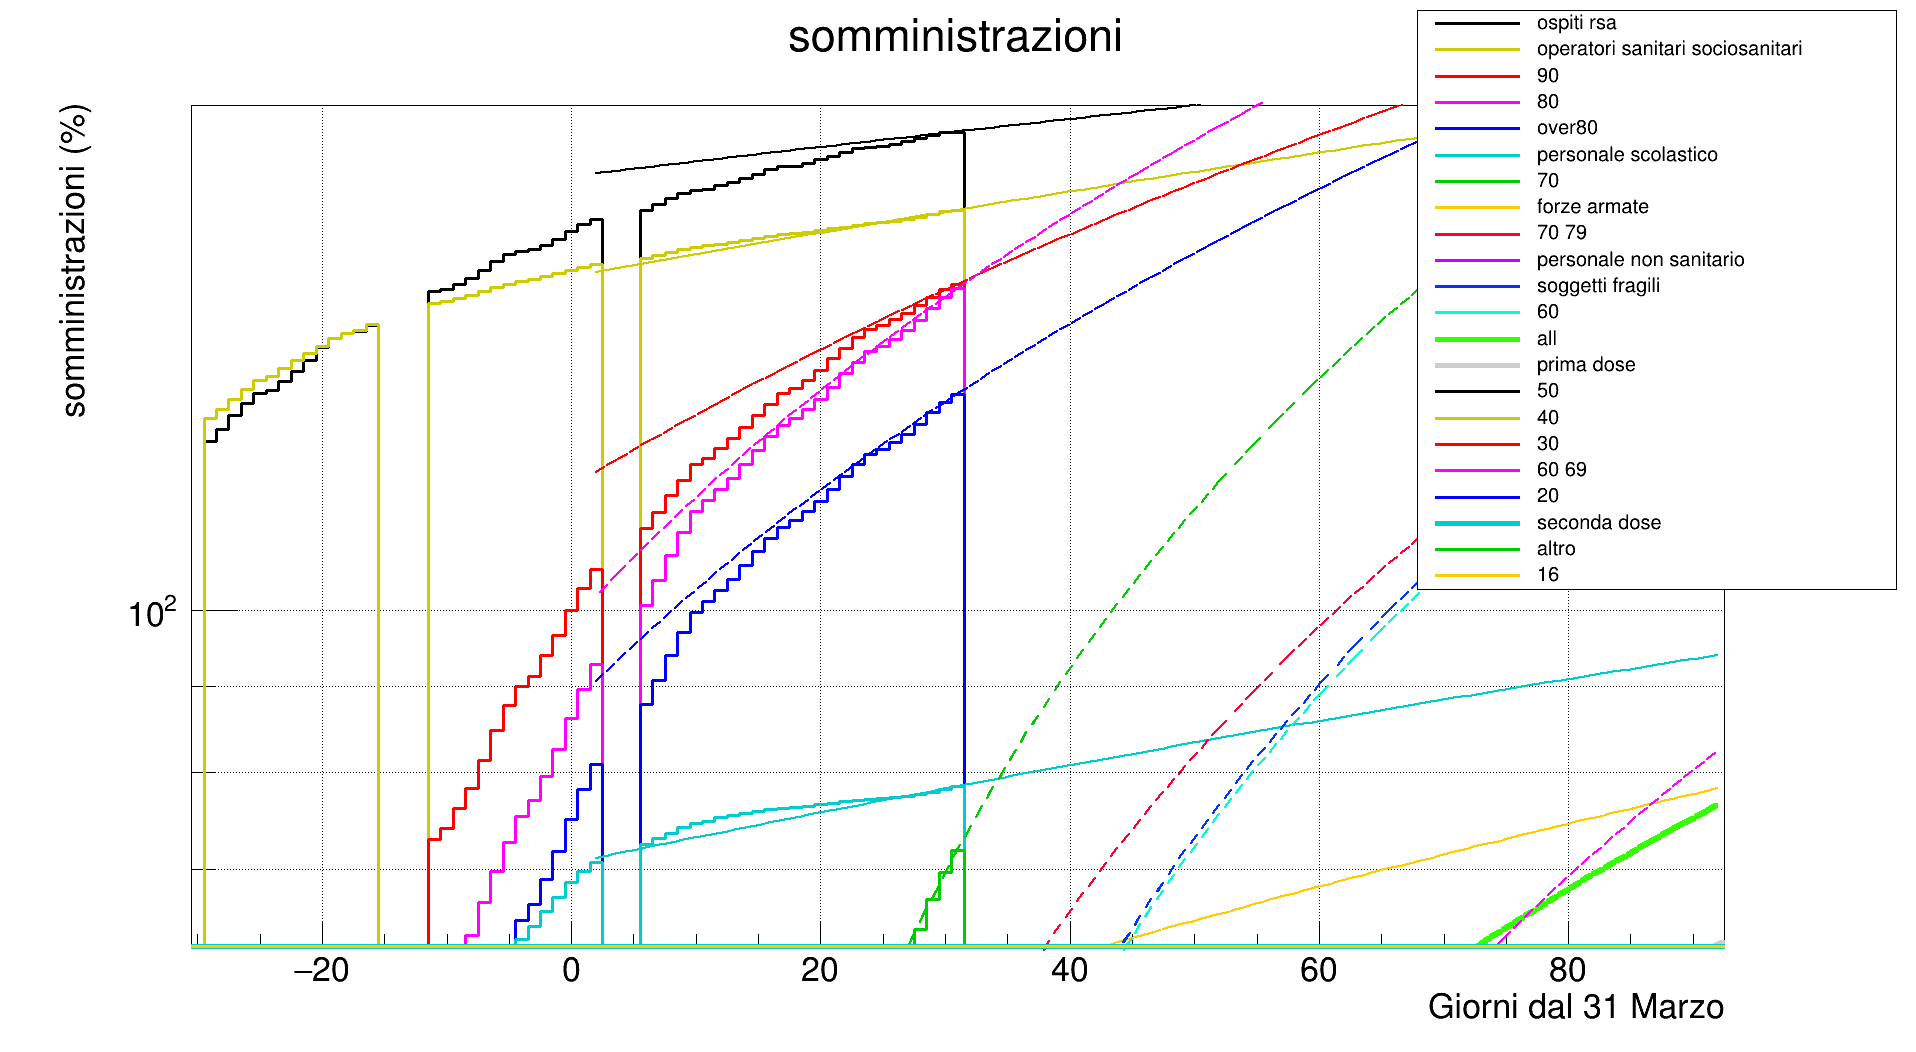 somministrazioni
somministrazioni (%)
ospiti rsa
operatori sanitari sociosanitari
90
80
over80
personale scolastico
70
forze armate
70 79
personale non sanitario
soggetti fragili
60
all
prima dose
50
40
30
60 69
20
seconda dose
altro
16
10²
−20 0 20 40 60 80
Giorni dal 31 Marzo